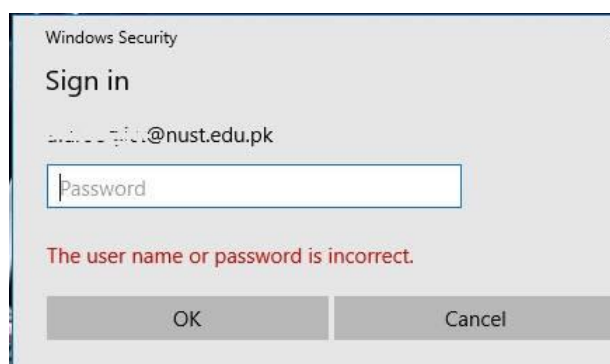 Windows Security
Sign in
@nust.edu.pk
Password
The user name or password is incorrect.
OK
Cancel